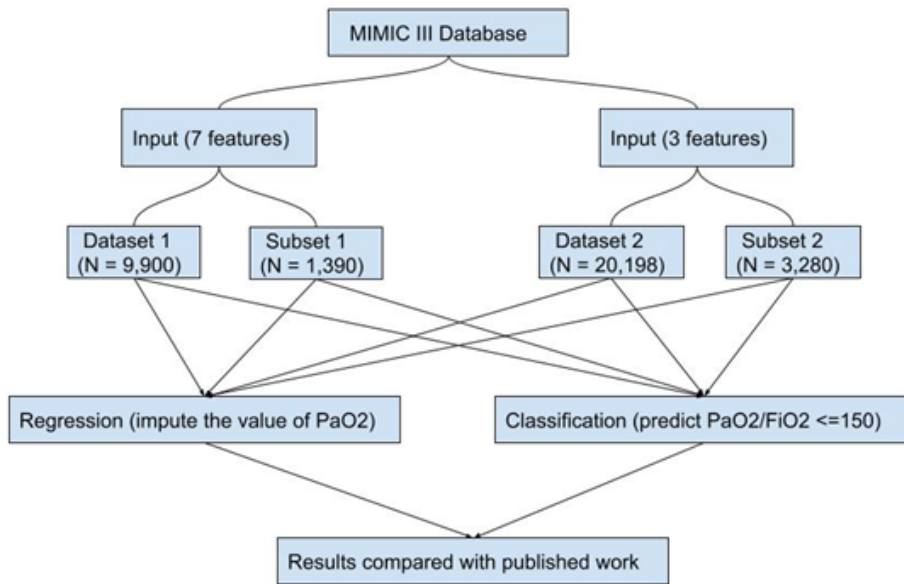 MIMIC III Database
Input (7 features)
Input (3 features)
Dataset 1
(N = 9,900)
Subset 1
(N = 1,390)
Dataset 2
(N = 20,198)
Subset 2
(N = 3,280)
Regression (impute the value of PaO2)
Classification (predict PaO2/FiO2 <=150)
Results compared with published work